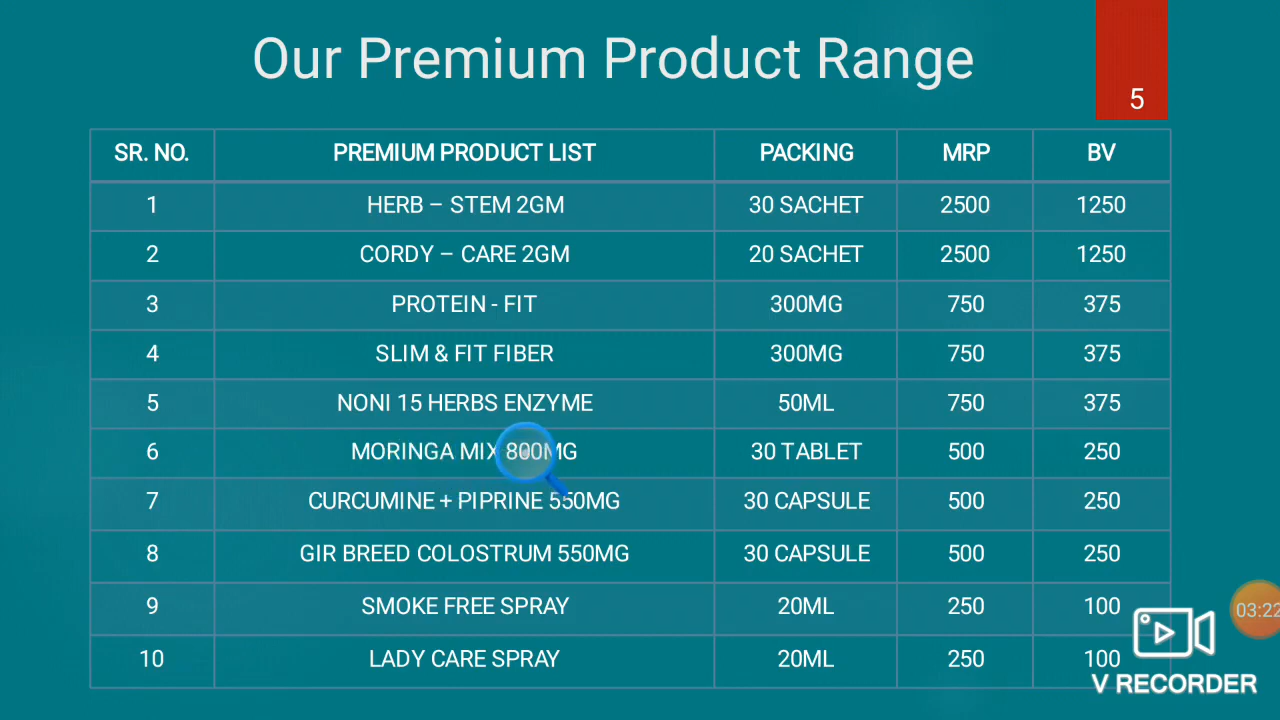 Our Premium Product Range
5
SR. NO. PREMIUM PRODUCT LIST PACKING MRP BV
1 HERB – STEM 2GM 30 SACHET 2500 1250
2 CORDY – CARE 2GM 20 SACHET 2500 1250
3 PROTEIN - FIT 300MG 750 375
4 SLIM & FIT FIBER 300MG 750 375
5 NONI 15 HERBS ENZYME 50ML 750 375
6 MORINGA MIX 800MG 30 TABLET 500 250
7 CURCUMINE + PIPRINE 550MG 30 CAPSULE 500 250
8 GIR BREED COLOSTRUM 550MG 30 CAPSULE 500 250
9 SMOKE FREE SPRAY 20ML 250 100
03:22
10 LADY CARE SPRAY 20ML 250 100
V RECORDER